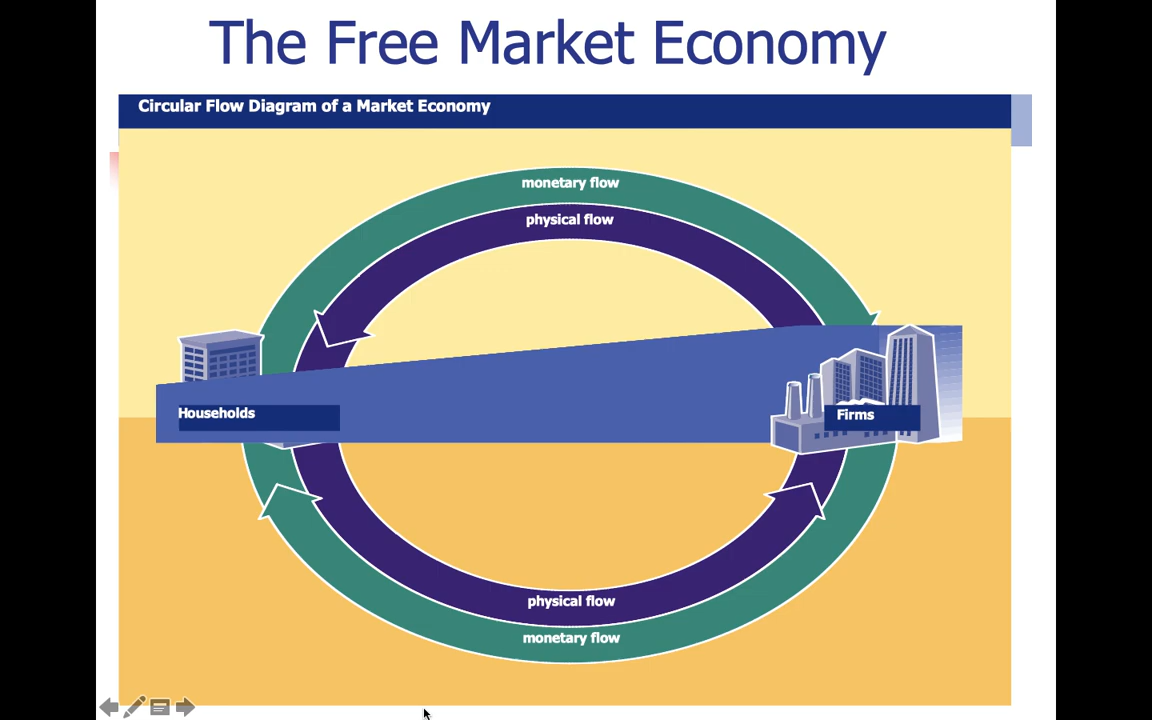 The Free Market Economy
Circular Flow Diagram of a Market Economy
monetary flow
physical flow
Households
Firms
physical flow
monetary flow